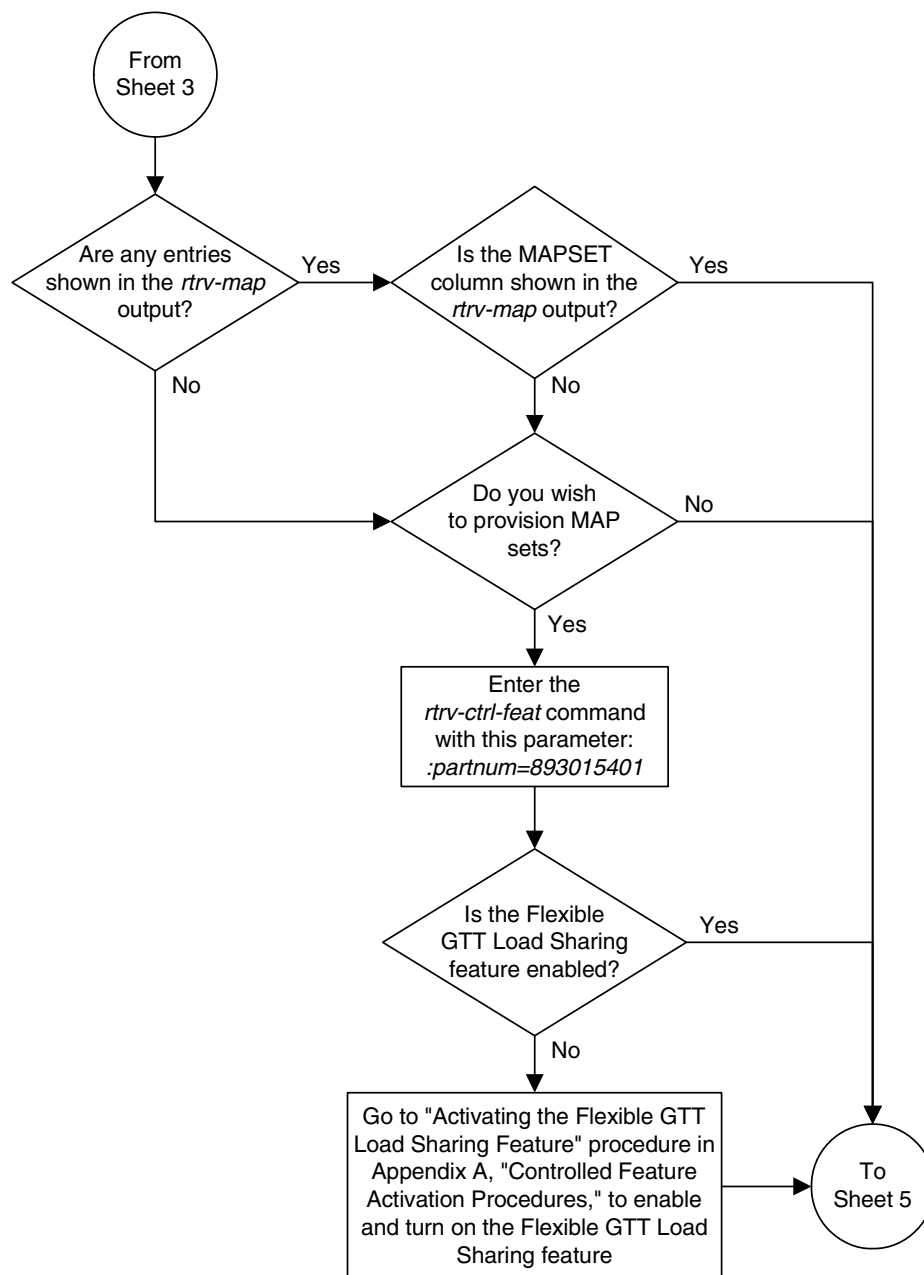 From
Sheet 3
Are any entries
shown in the rtrv-map
output?
Yes
No
Is the MAPSET
column shown in the
rtrv-map output?
Yes
No
Do you wish
to provision MAP
sets?
No
Yes
Enter the
rtrv-ctrl-feat command
with this parameter:
:partnum=893015401
Is the Flexible
GTT Load Sharing
feature enabled?
Yes
No
Go to "Activating the Flexible GTT
Load Sharing Feature" procedure in
Appendix A, "Controlled Feature
Activation Procedures," to enable
and turn on the Flexible GTT Load
Sharing feature
To
Sheet 5